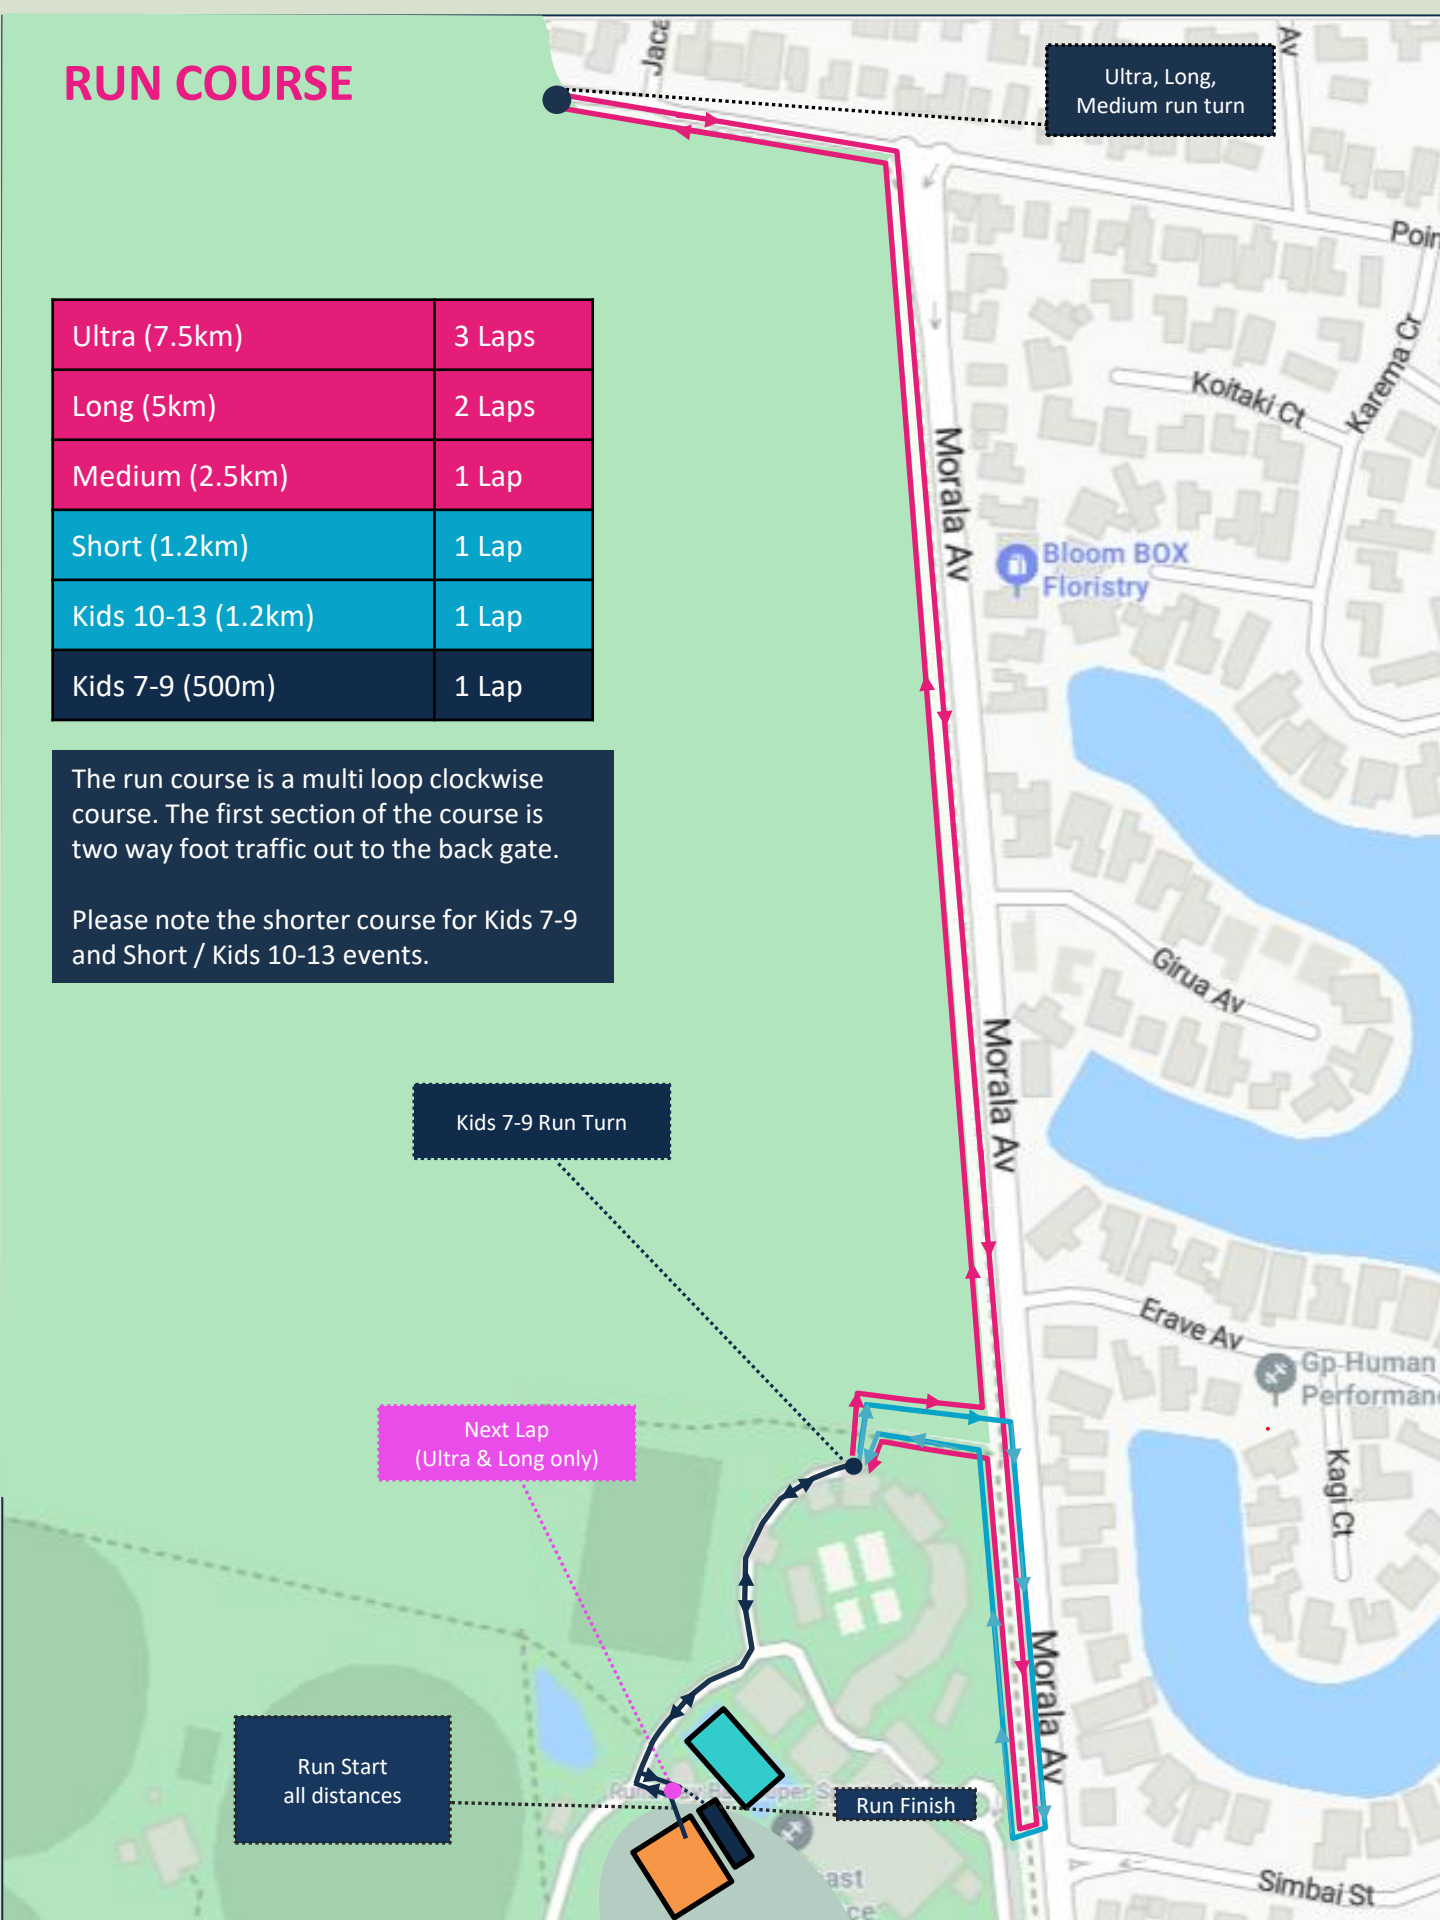 RUN COURSE
Ultra, Long,
Medium run turn
Av
Ultra (7.5km) 3 Laps
Long (5km) 2 Laps
Medium (2.5km) 1 Lap
Short (1.2km) 1 Lap
Kids 10-13 (1.2km) 1 Lap
Kids 7-9 (500m) 1 Lap
Koitaki Ct
Karema Cr
Morala Av
Bloom BOX
Floristry
The run course is a multi loop clockwise
course. The first section of the course is
two way foot traffic out to the back gate.
Please note the shorter course for Kids 7-9
and Short / Kids 10-13 events.
Girua Av
Morala Av
Kids 7-9 Run Turn
Erave Av
Gp Human
Next Lap
(Ultra & Long only)
Kagi Ct
Morala Av
Run Start
all distances
Run Finish
Simbai St